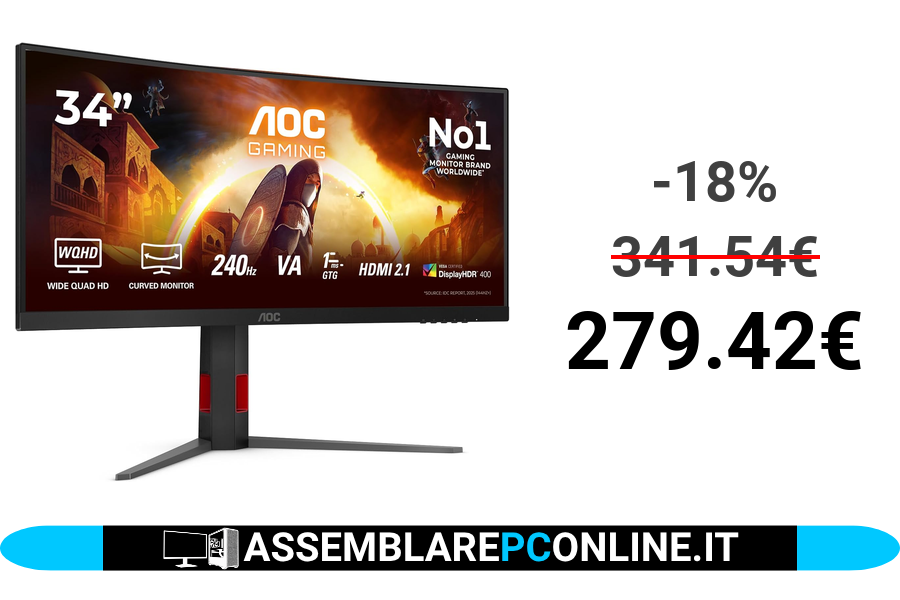 34”
AOC
GAMING
No1
GAMING
MONITOR BRAND
WORLDWIDE*
WQHD
WIDE QUAD HD
CURVED MONITOR
240Hz
VA
1ms
GTG
HDMI 2.1
DisplayHDR 400
AOC
-18%
341.54€
279.42€
ASSEMBLAREPCONLINE.IT